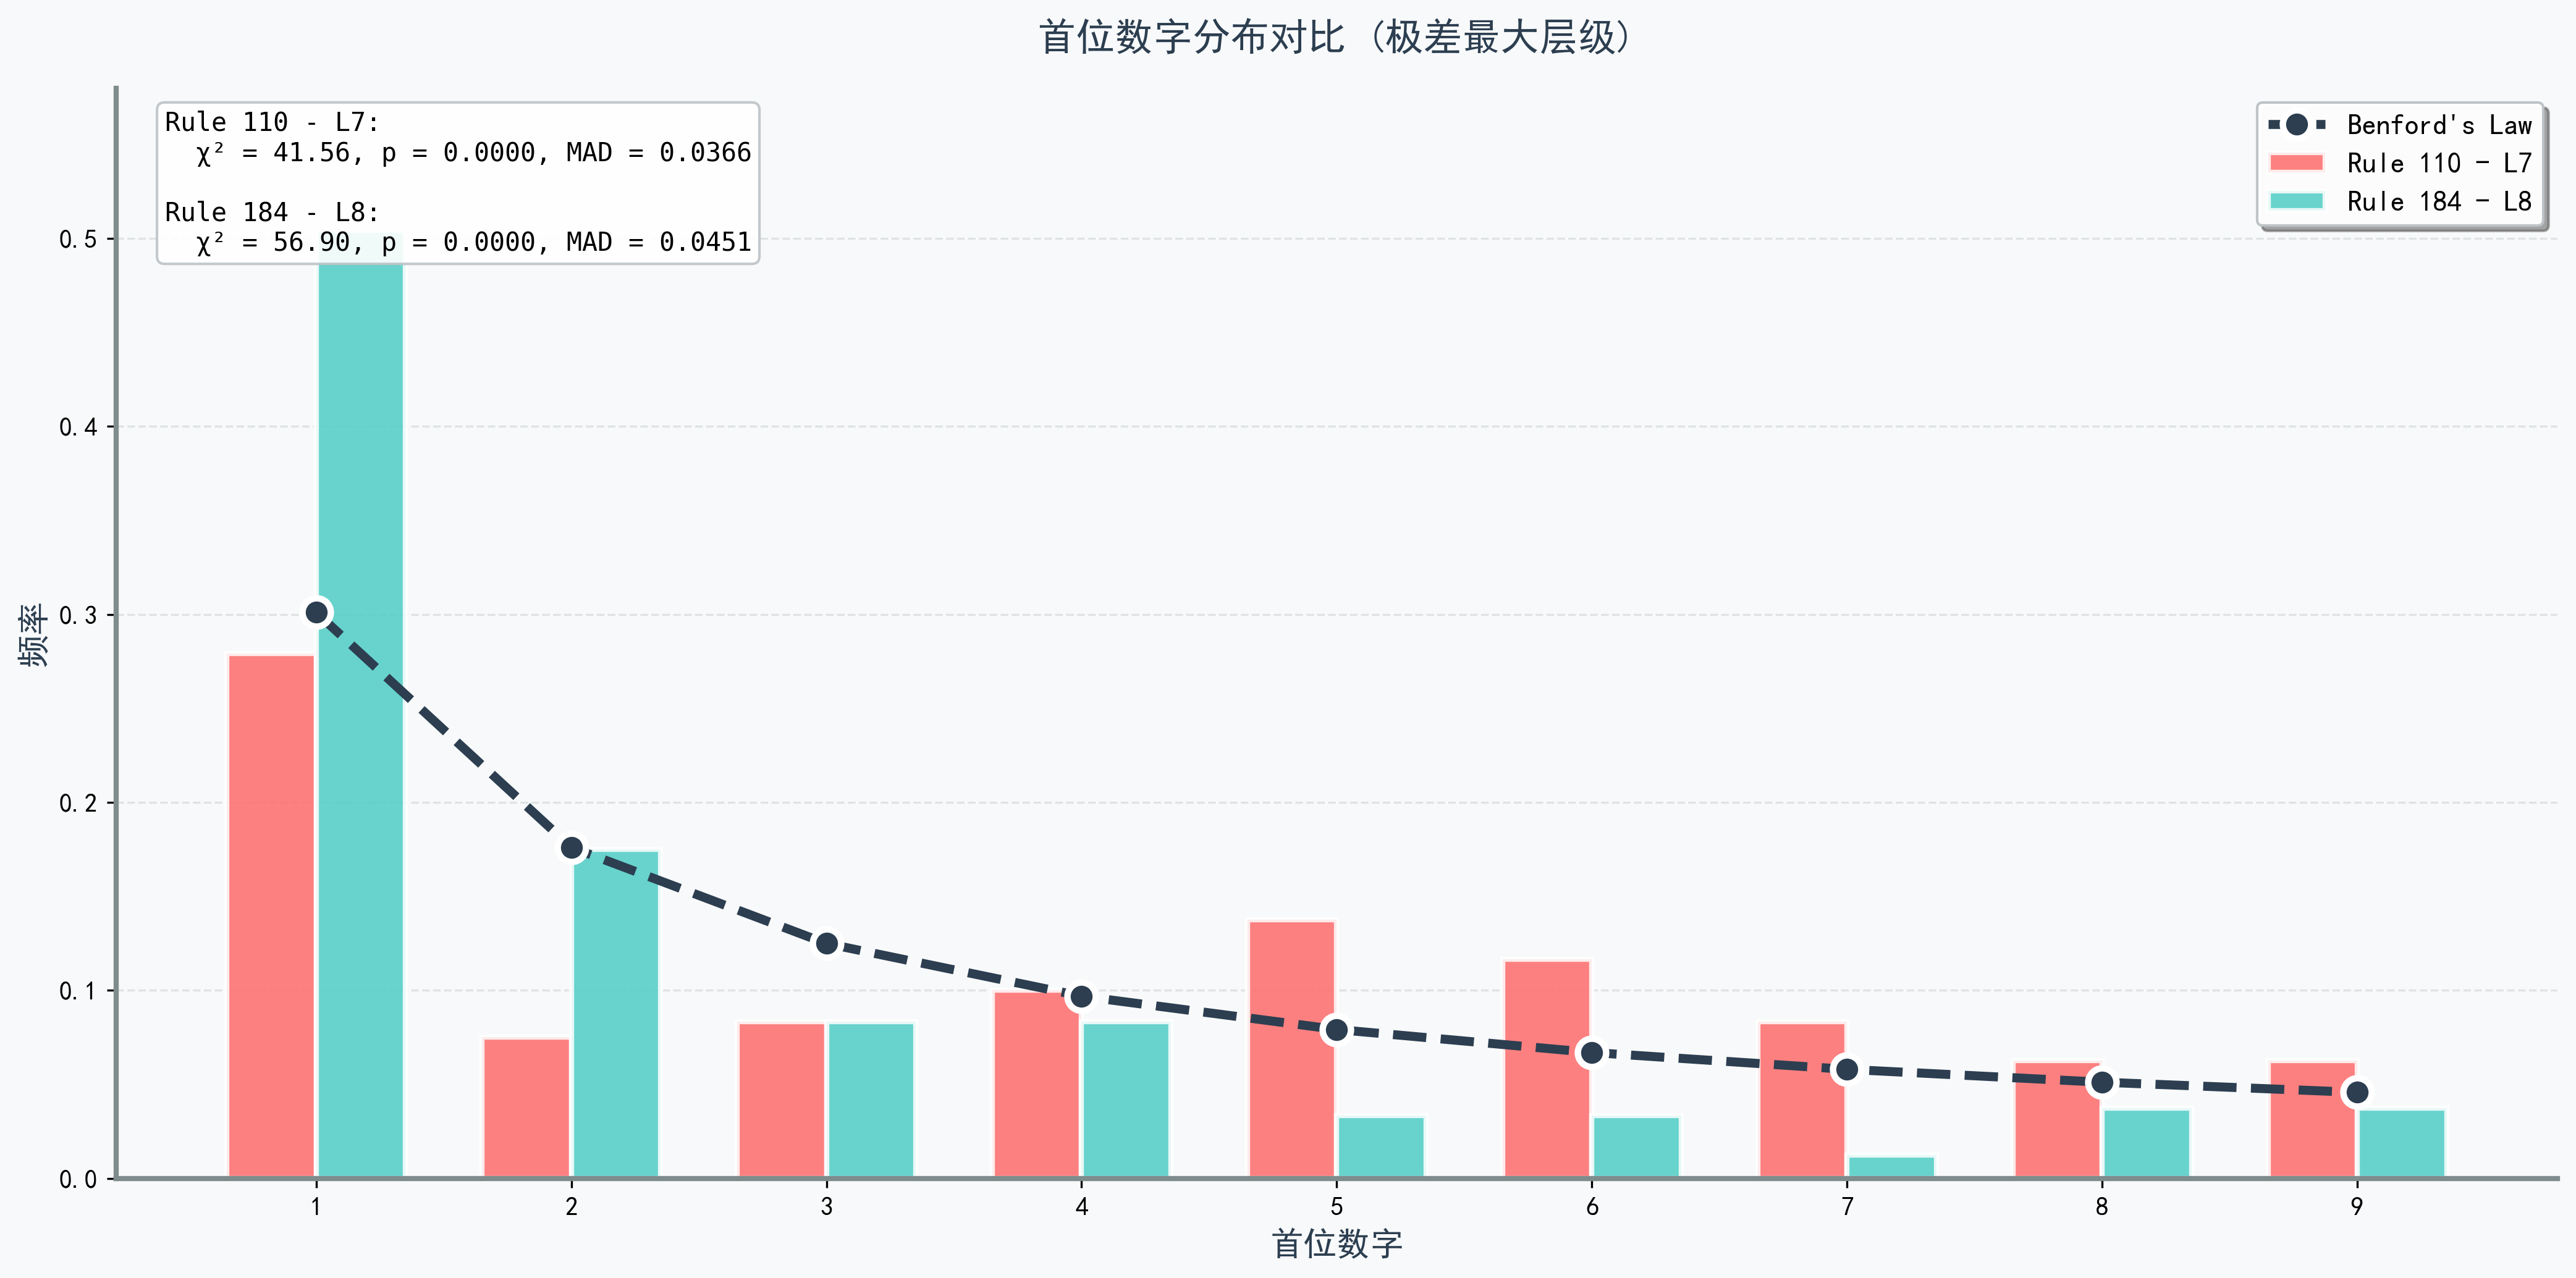 首位数字分布对比（极差最大层级）
Rule 110 - L7:
χ² = 41.56, p = 0.0000, MAD = 0.0366
Rule 184 - L8:
χ² = 56.90, p = 0.0000, MAD = 0.0451
Benford's Law
Rule 110 - L7
Rule 184 - L8
频率
0.5
0.4
0.3
0.2
0.1
0.0
1 2 3 4 5 6 7 8 9
首位数字